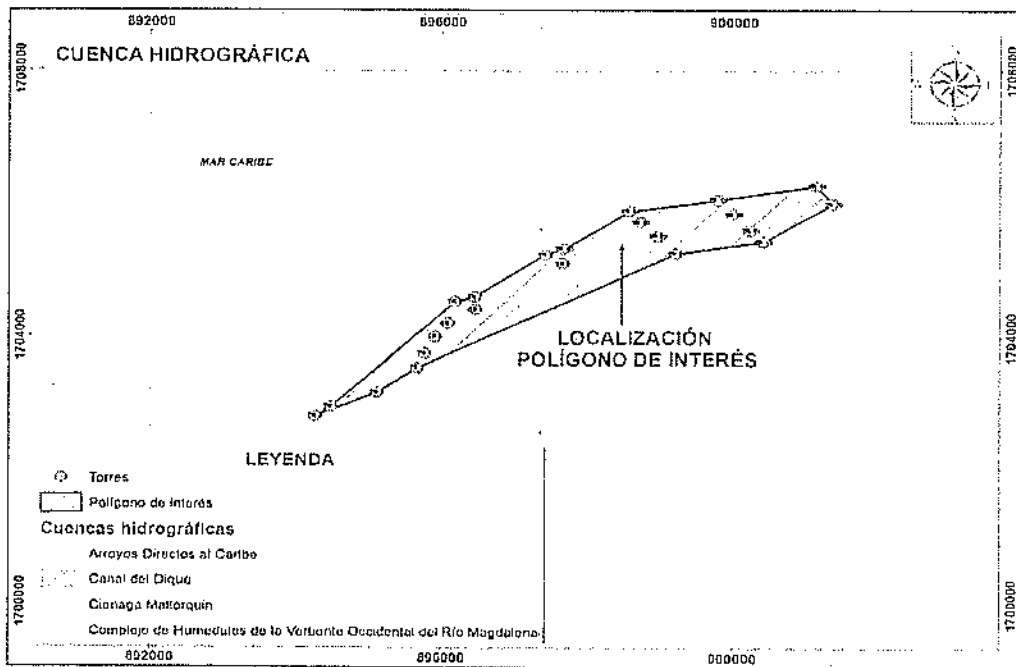 892000 896000 900000
CUENCA HIDROGRÁFICA
1708000
1708000
MAR CARIBE
1704000
1704000
LOCALIZACIÓN
POLÍGONO DE INTERÉS
LEYENDA
Torres
Polígono de Interés
Cuencas hidrográficas
Arroyos Directos al Caribe
Canal del Dique
Cienaga Mallorquín
Complejo de Humedales de la Vertiente Occidental del Río Magdalena
1700000
1700000
892000 896000 900000